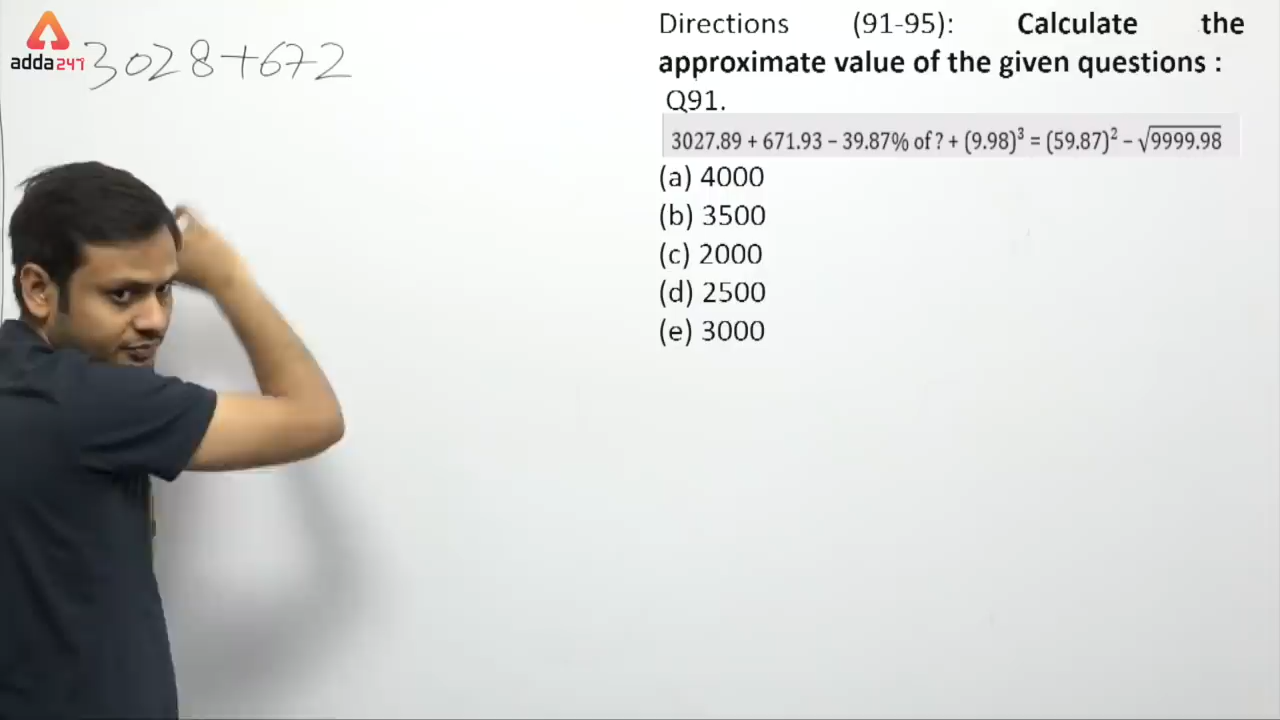 adda247
3028+672
Directions (91-95): Calculate the
approximate value of the given questions :
Q91.
3027.89 + 671.93 − 39.87% of ? + (9.98)³ = (59.87)² − √9999.98
(a) 4000
(b) 3500
(c) 2000
(d) 2500
(e) 3000